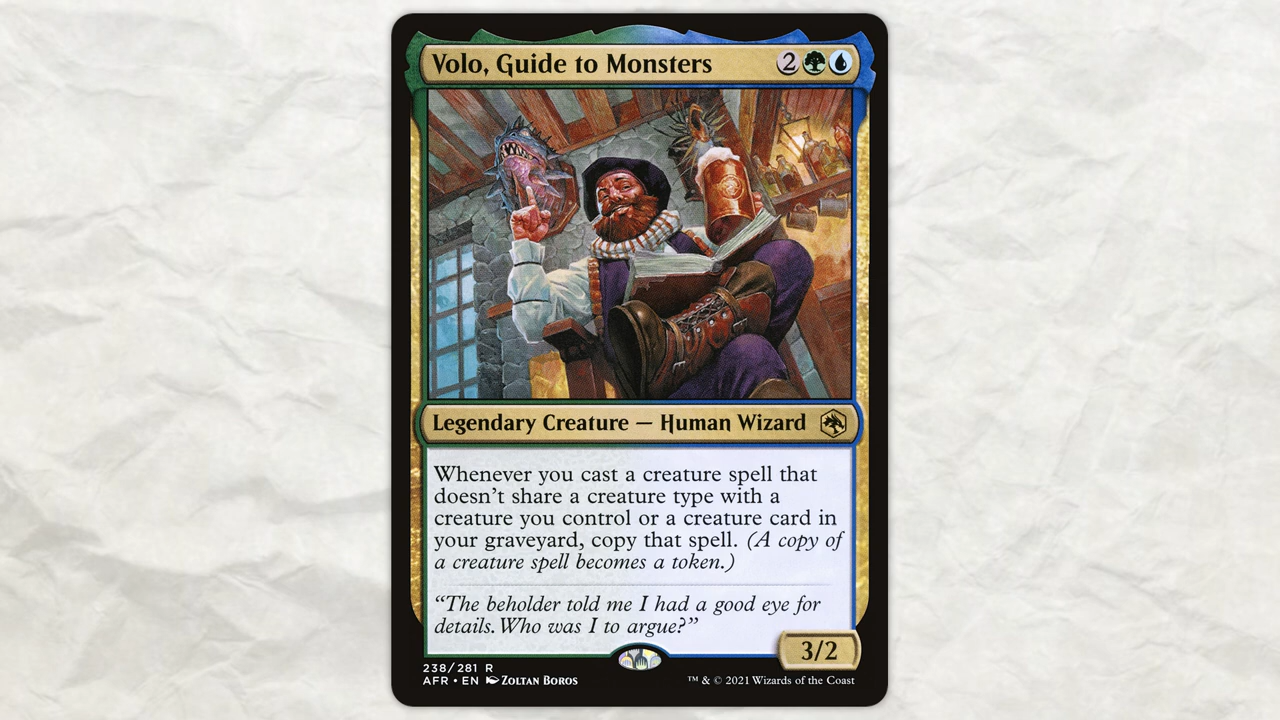 Volo, Guide to Monsters 2
Legendary Creature — Human Wizard
Whenever you cast a creature spell that
doesn't share a creature type with a
creature you control or a creature card in
your graveyard, copy that spell. (A copy of
a creature spell becomes a token.)
“The beholder told me I had a good eye for
details. Who was I to argue?”
3/2
238/281 R
AFR • EN Zoltan Boros
™ & © 2021 Wizards of the Coast